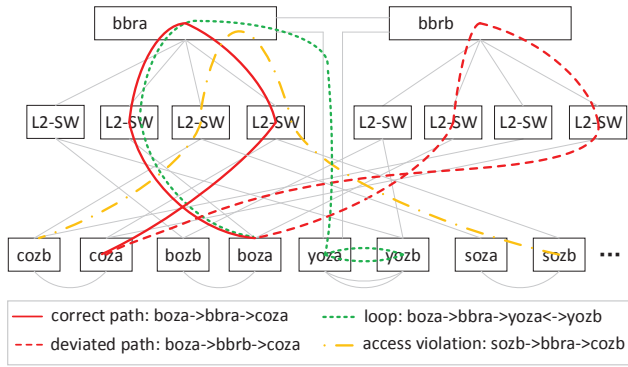 bbra bbrb
L2-SW L2-SW L2-SW L2-SW L2-SW L2-SW L2-SW L2-SW
cozb coza bozb boza yoza yozb soza sozb ...
correct path: boza->bbra->coza loop: boza->bbra->yoza<->yozb
deviated path: boza->bbrb->coza access violation: sozb->bbra->cozb